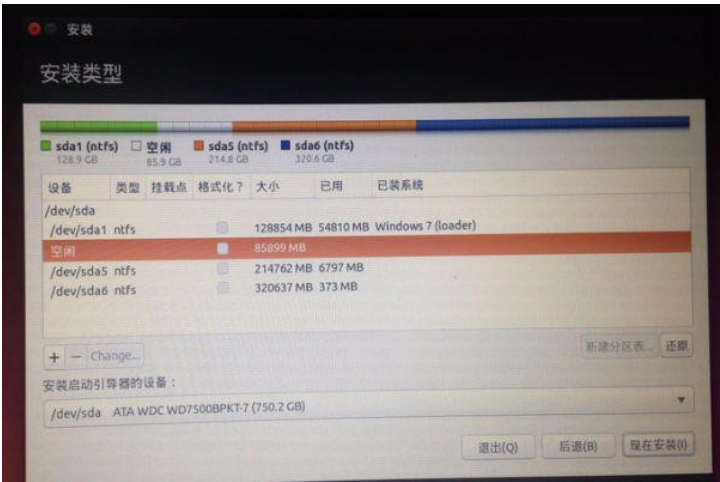 安装
安装类型
sda1 (ntfs) 空闲 sda5 (ntfs) sda6 (ntfs)
128.9 GB 85.9 GB 214.8 GB 320.6 GB
设备 类型 挂载点 格式化？ 大小 已用 已装系统
/dev/sda
/dev/sda1 ntfs 128854 MB 54810 MB Windows 7 (loader)
空闲 85899 MB
/dev/sda5 ntfs 214762 MB 6797 MB
/dev/sda6 ntfs 320637 MB 373 MB
+ − Change... 新建分区表... 还原
安装启动引导器的设备：
/dev/sda ATA WDC WD7500BPKT-7 (750.2 GB)
退出(Q) 后退(B) 现在安装(I)